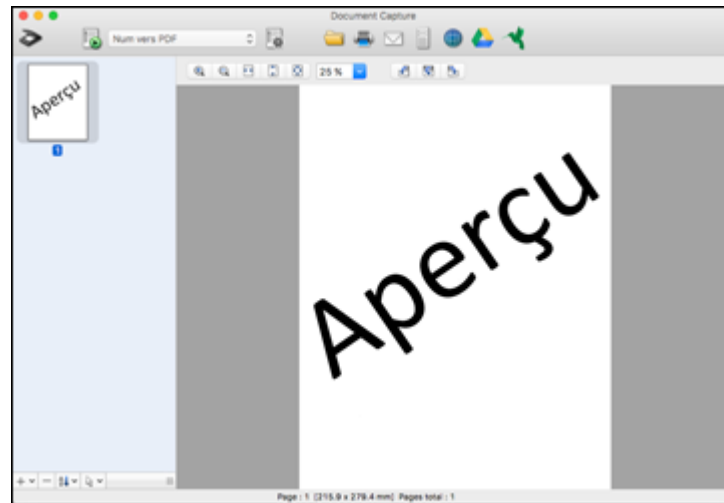 Document Capture
Num vers PDF
25 %
Aperçu
1
Aperçu
Page : 1 [215.9 x 279.4 mm] Pages total : 1